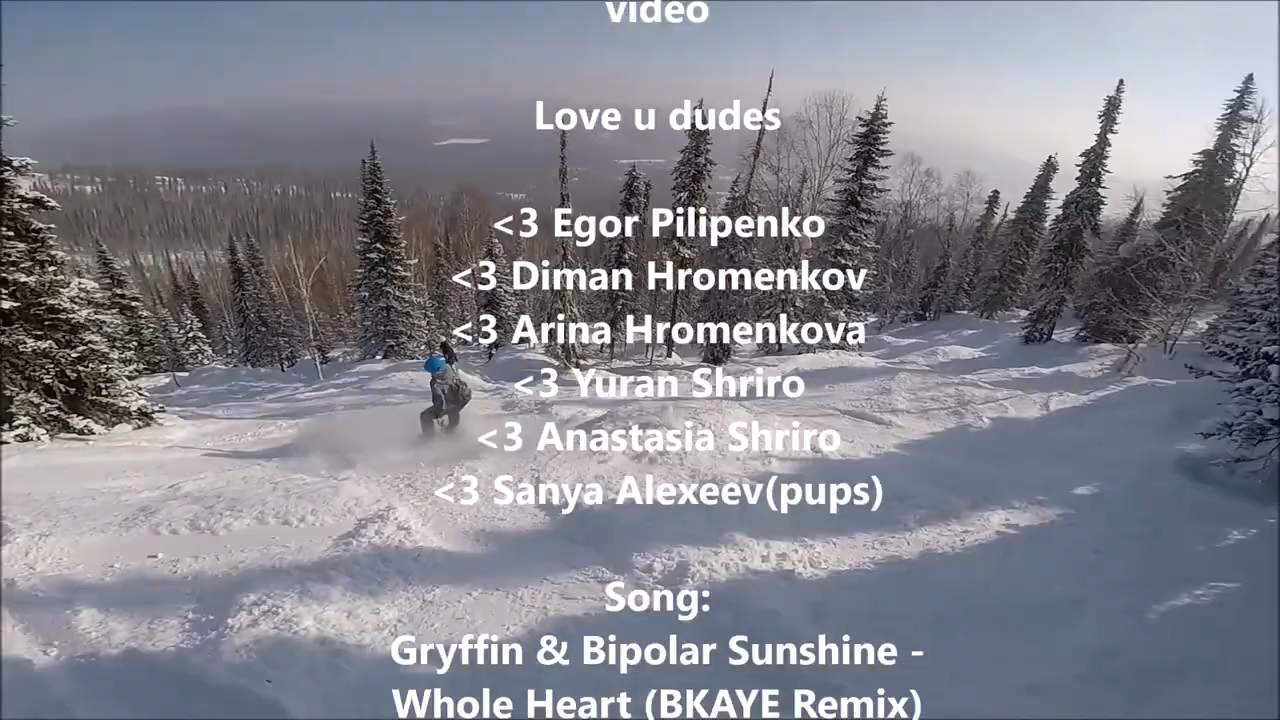 video
Love u dudes
<3 Egor Pilipenko
<3 Diman Hromenkov
<3 Arina Hromenkova
<3 Yuran Shriro
<3 Anastasia Shriro
<3 Sanya Alexeev(pups)
Song:
Gryffin & Bipolar Sunshine -
Whole Heart (BKAYE Remix)